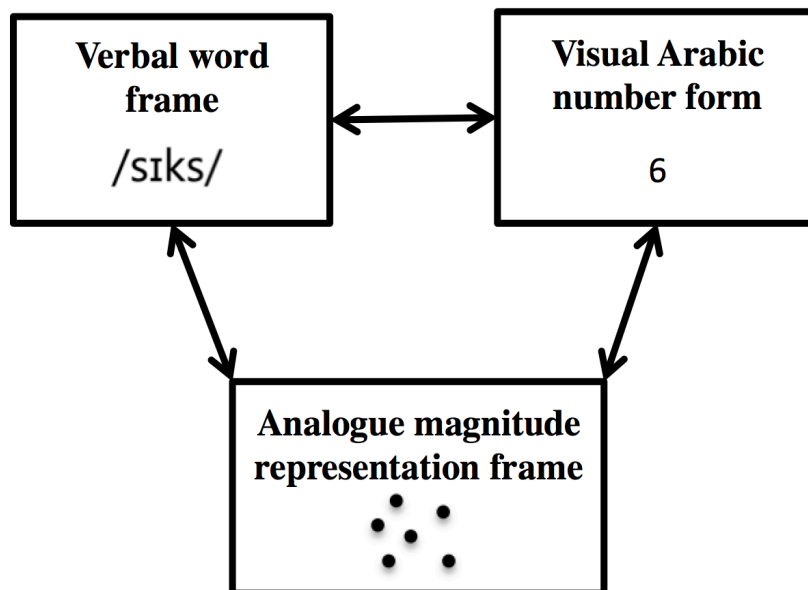 Verbal word
frame
/sɪks/
Visual Arabic
number form
6
Analogue magnitude
representation frame